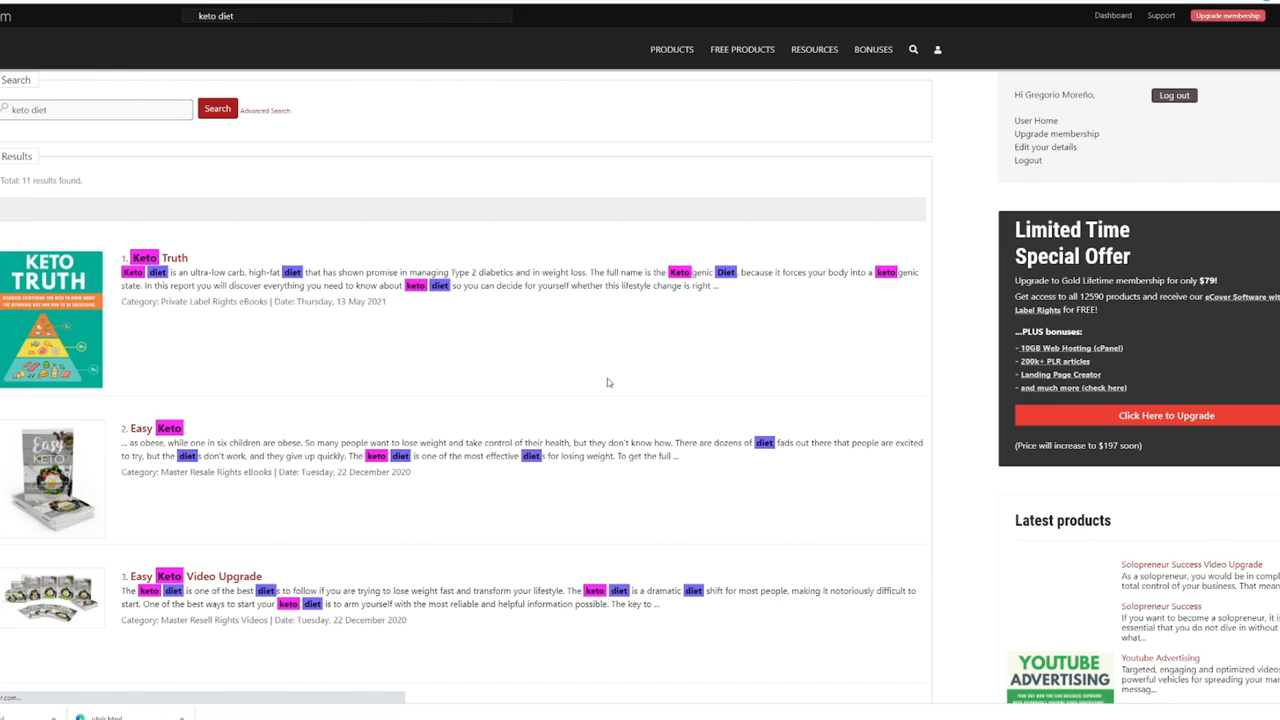 m
keto diet
Dashboard
Support
Upgrade membership
PRODUCTS
FREE PRODUCTS
RESOURCES
BONUSES
Search
keto diet
Search
Advanced Search
Results
Total: 11 results found.
KETO
TRUTH
1. Keto Truth
Keto diet is an ultra-low carb, high-fat diet that has shown promise in managing Type 2 diabetics and in weight loss. The full name is the Ketogenic Diet, because it forces your body into a ketogenic
state. In this report you will discover everything you need to know about keto diet so you can decide for yourself whether this lifestyle change is right ...
Category: Private Label Rights eBooks | Date: Thursday, 13 May 2021
Easy
KETO
2. Easy Keto
... as obese, while one in six children are obese. So many people want to lose weight and take control of their health, but they don't know how. There are dozens of diet fads out there that people are excited
to try, but the diets don't work, and they give up quickly. The keto diet is one of the most effective diets for losing weight. To get the full ...
Category: Master Resale Rights eBooks | Date: Tuesday, 22 December 2020
3. Easy Keto Video Upgrade
The keto diet is one of the best diets to follow if you are trying to lose weight fast and transform your lifestyle. The keto diet is a dramatic diet shift for most people, making it notoriously difficult to
start. One of the best ways to start your keto diet is to arm yourself with the most reliable and helpful information possible. The key to ...
Category: Master Resell Rights Videos | Date: Tuesday, 22 December 2020
Hi Gregorio Moreño,
Log out
User Home
Upgrade membership
Edit your details
Logout
Limited Time
Special Offer
Upgrade to Gold Lifetime membership for only $79!
Get access to all 12590 products and receive our eCover Software wit
Label Rights for FREE!
...PLUS bonuses:
- 10GB Web Hosting (cPanel)
- 200k+ PLR articles
- Landing Page Creator
- and much more (check here)
Click Here to Upgrade
(Price will increase to $197 soon)
Latest products
Solopreneur Success Video Upgrade
As a solopreneur, you would be in compl
total control of your business. That mean
Solopreneur Success
If you want to become a solopreneur, it is
essential that you do not dive in without
what...
Youtube Advertising
Targeted, engaging and optimized videos
powerful vehicles for spreading your mar
messag...
YOUTUBE
ADVERTISING
r.com...